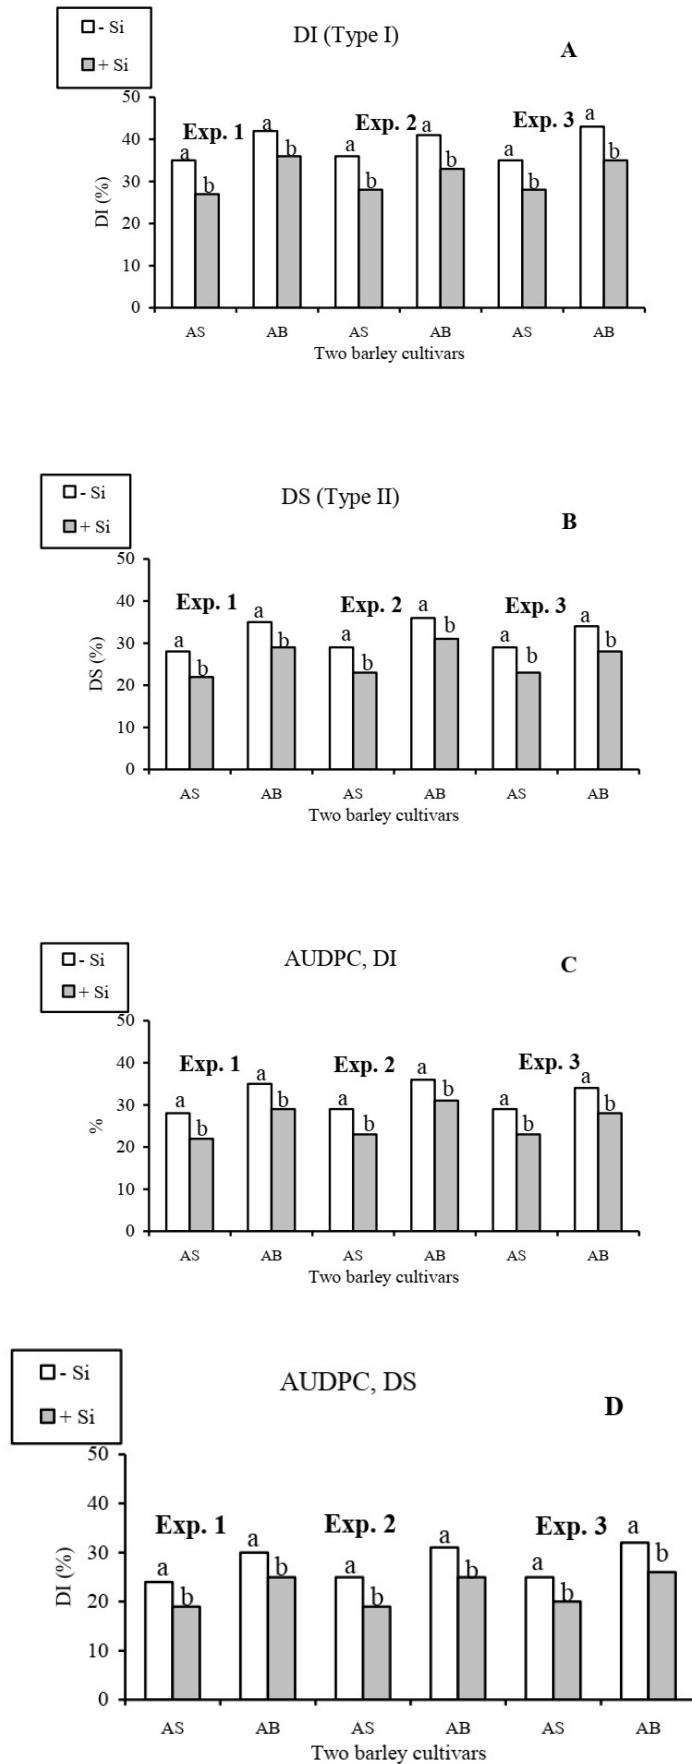 - Si
+ Si
DI (Type I)
A
50
40
30
20
10
0
DI (%)
Exp. 1
Exp. 2
Exp. 3
a
b
a
b
a
b
a
b
a
b
a
b
AS
AB
AS
AB
AS
AB
Two barley cultivars
- Si
+ Si
DS (Type II)
B
50
40
30
20
10
0
DS (%)
Exp. 1
Exp. 2
Exp. 3
a
b
a
b
a
b
a
b
a
b
a
b
AS
AB
AS
AB
AS
AB
Two barley cultivars
- Si
+ Si
AUDPC, DI
C
50
40
30
20
10
0
%
Exp. 1
Exp. 2
Exp. 3
a
b
a
b
a
b
a
b
a
b
a
b
AS
AB
AS
AB
AS
AB
Two barley cultivars
- Si
+ Si
AUDPC, DS
D
50
40
30
20
10
0
DI (%)
Exp. 1
Exp. 2
Exp. 3
a
b
a
b
a
b
a
b
a
b
a
b
AS
AB
AS
AB
AS
AB
Two barley cultivars